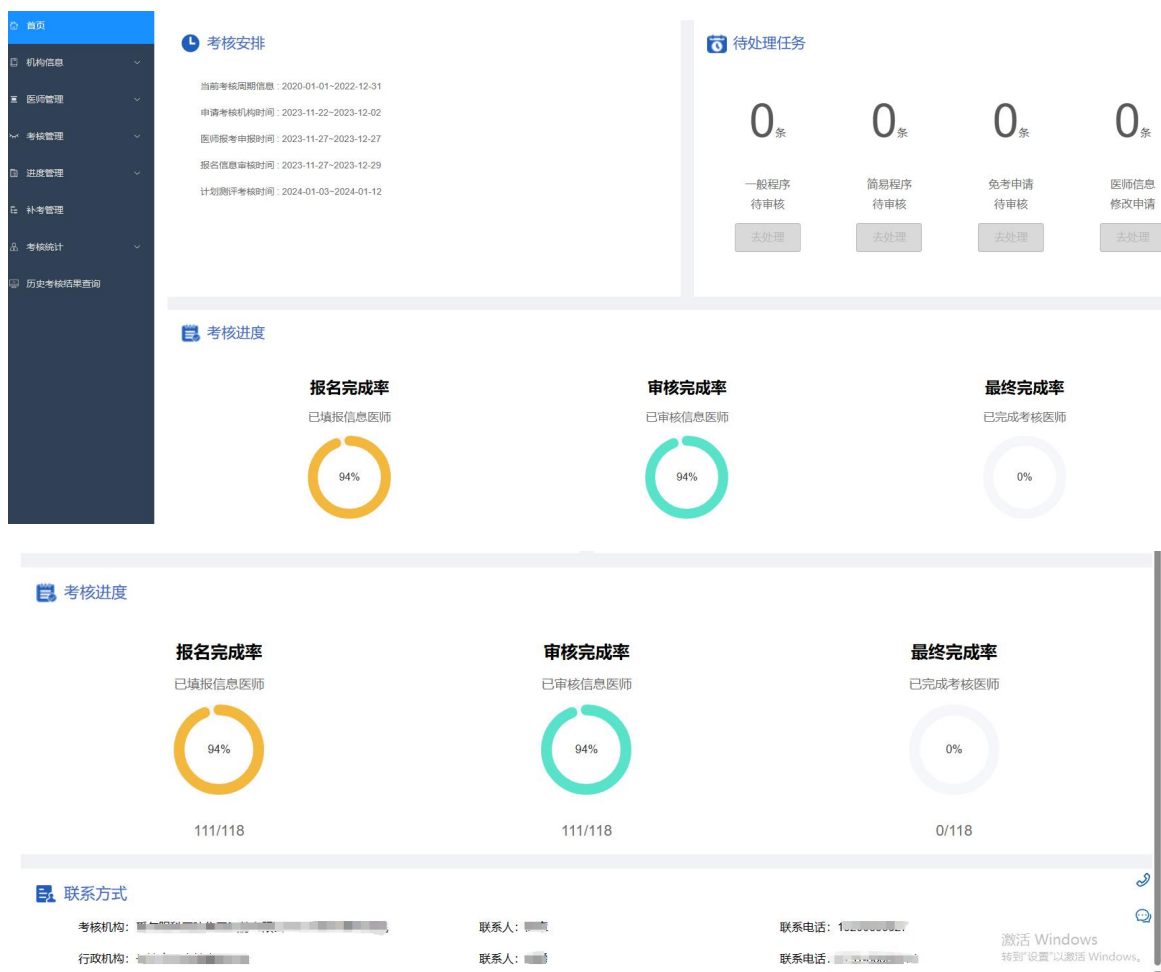 首页
机构信息
医师管理
考核管理
进度管理
补考管理
考核统计
历史考核结果查询
考核安排
当前考核周期信息 : 2020-01-01~2022-12-31
申请考核机构时间 : 2023-11-22~2023-12-02
医师报考申报时间 : 2023-11-27~2023-12-27
报名信息审核时间 : 2023-11-27~2023-12-29
计划测评考核时间 : 2024-01-03~2024-01-12
待处理任务
0条 0条 0条 0条
一般程序 简易程序 免考申请 医师信息
待审核 待审核 待审核 修改申请
去处理 去处理 去处理 去处理
考核进度
报名完成率 审核完成率 最终完成率
已填报信息医师 已审核信息医师 已完成考核医师
94% 94% 0%
考核进度
报名完成率 审核完成率 最终完成率
已填报信息医师 已审核信息医师 已完成考核医师
94% 94% 0%
111/118 111/118 0/118
联系方式
考核机构: 联系人: 联系电话:
行政机构: 联系人: 联系电话:
激活 Windows
转到"设置"以激活 Windows。